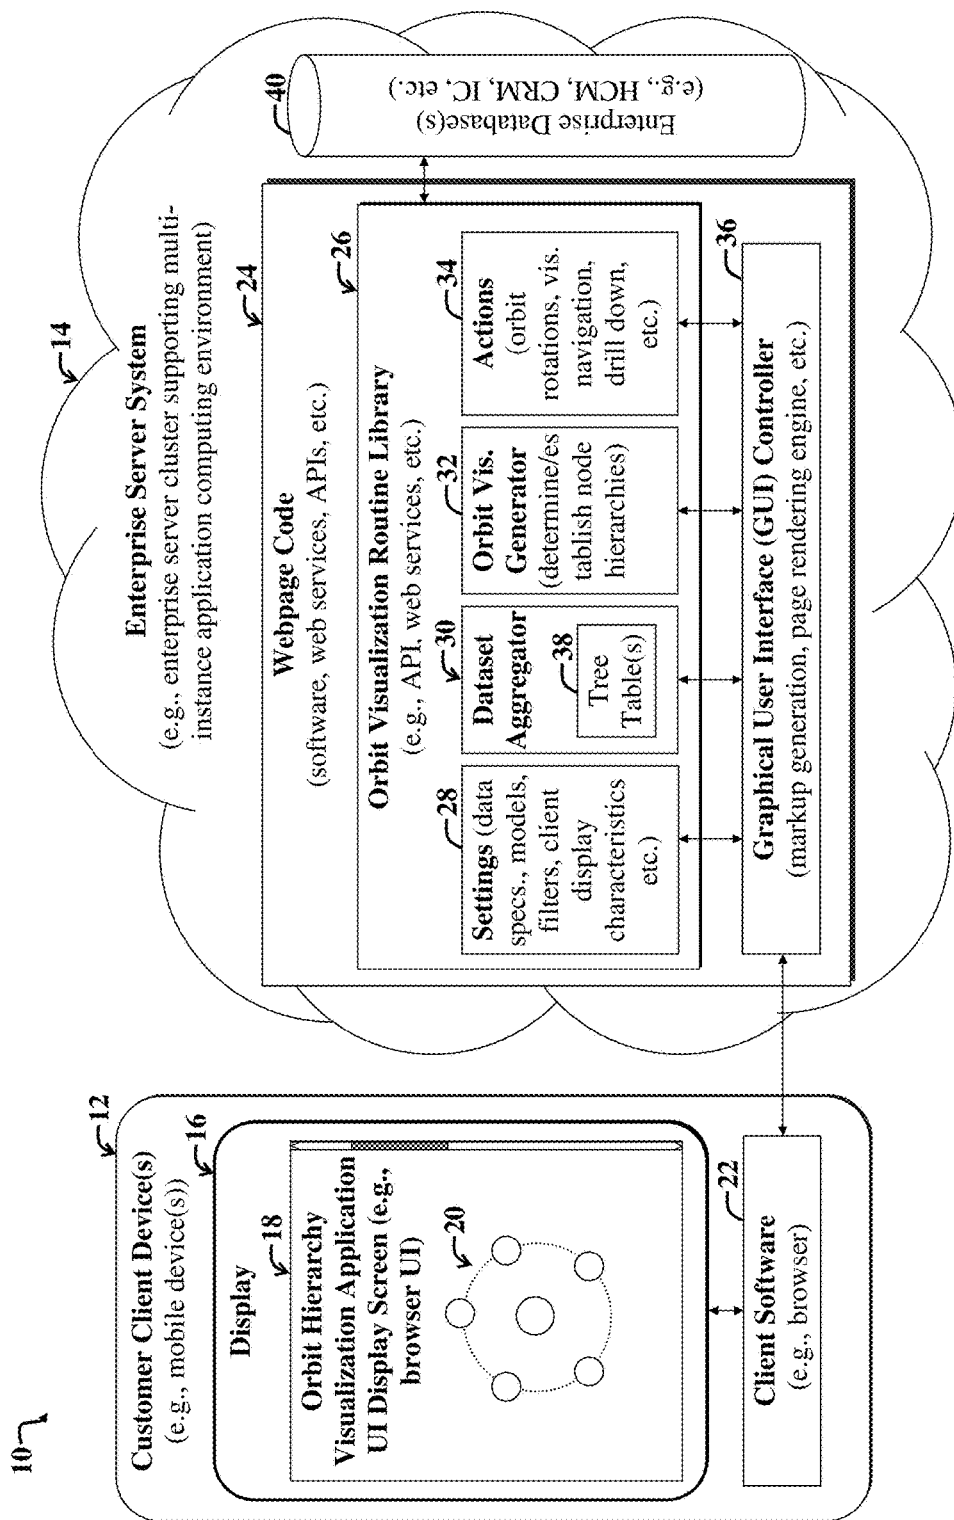 10
Customer Client Device(s)
(e.g., mobile device(s))
12
Display
16
Orbit Hierarchy
Visualization Application
UI Display Screen (e.g.,
browser UI)
18
20
Client Software
(e.g., browser)
22
14
Enterprise Server System
(e.g., enterprise server cluster supporting multi-
instance application computing environment)
Webpage Code
(software, web services, APIs, etc.)
24
Orbit Visualization Routine Library
(e.g., API, web services, etc.)
26
28
Settings (data
specs., models,
filters, client
display
characteristics
etc.)
30
Dataset
Aggregator
38
Tree
Table(s)
32
Orbit Vis.
Generator
(determine/es
tablish node
hierarchies)
34
Actions
(orbit
rotations, vis.
navigation,
drill down,
etc.)
36
Graphical User Interface (GUI) Controller
(markup generation, page rendering engine, etc.)
40
Enterprise Database(s)
(e.g., HCM, CRM, IC, etc.)